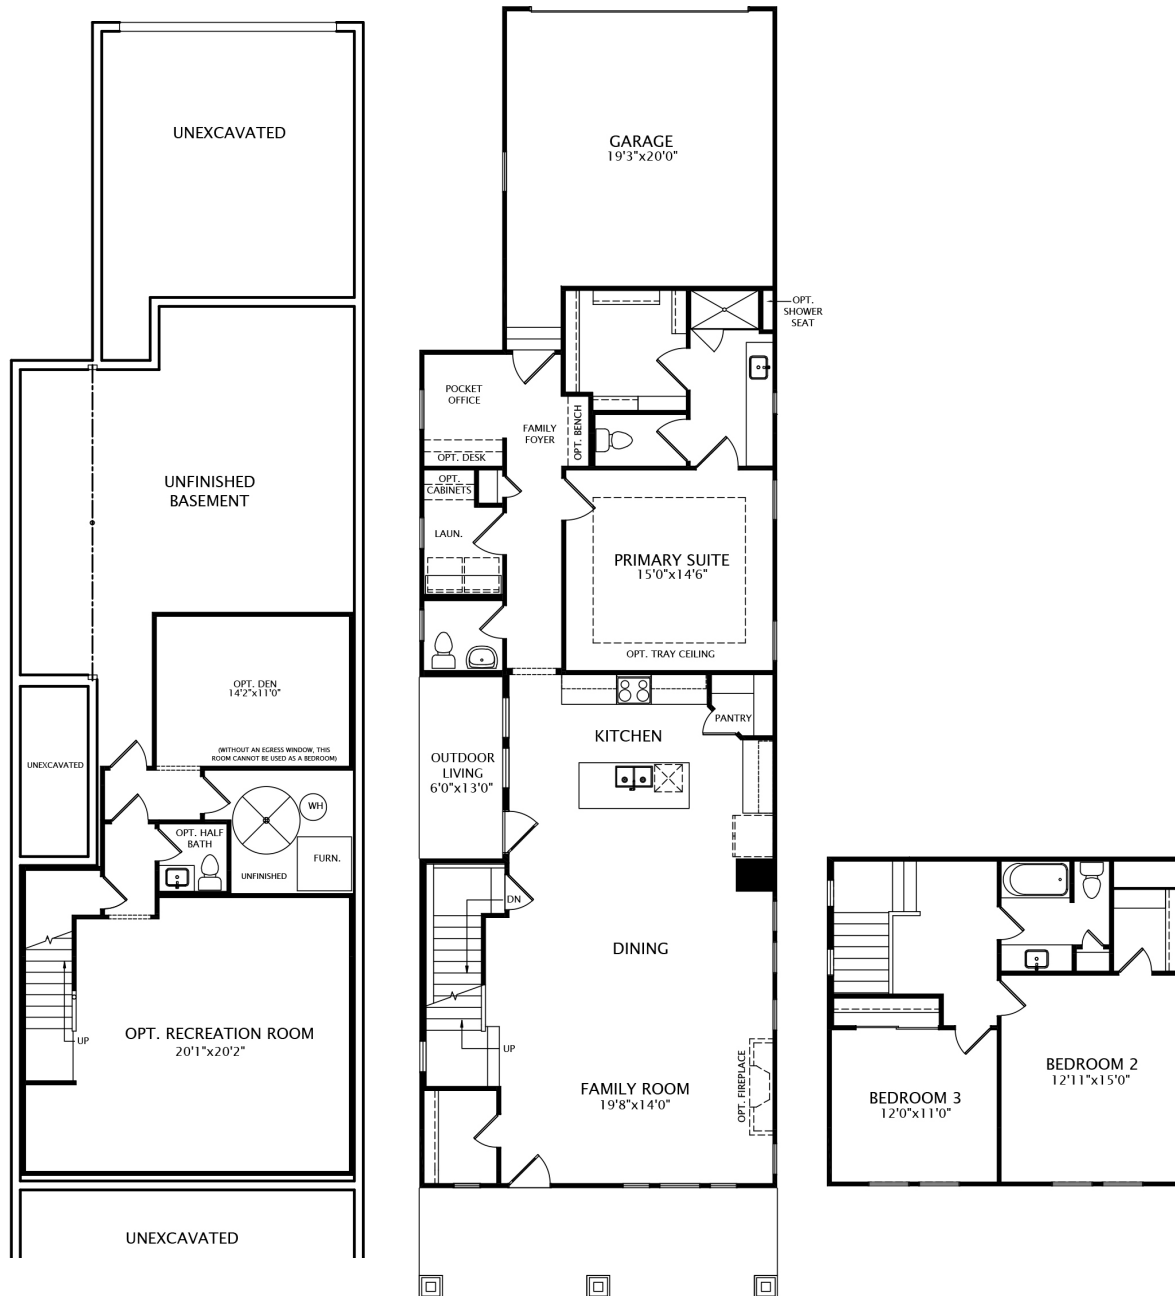 UNEXCAVATED
UNFINISHED
BASEMENT
OPT. DEN
14'2"x11'0"
(WITHOUT AN EGRESS WINDOW, THIS
ROOM CANNOT BE USED AS A BEDROOM)
UNEXCAVATED
WH
OPT. HALF
BATH
FURN.
UNFINISHED
UP
OPT. RECREATION ROOM
20'1"x20'2"
UNEXCAVATED
GARAGE
19'3"x20'0"
OPT.
SHOWER
SEAT
POCKET
OFFICE
FAMILY
FOYER
OPT. BENCH
OPT. DESK
OPT.
CABINETS
LAUN.
PRIMARY SUITE
15'0"x14'6"
OPT. TRAY CEILING
PANTRY
KITCHEN
OUTDOOR
LIVING
6'0"x13'0"
DN
DINING
UP
FAMILY ROOM
19'8"x14'0"
OPT. FIREPLACE
BEDROOM 2
12'11"x15'0"
BEDROOM 3
12'0"x11'0"